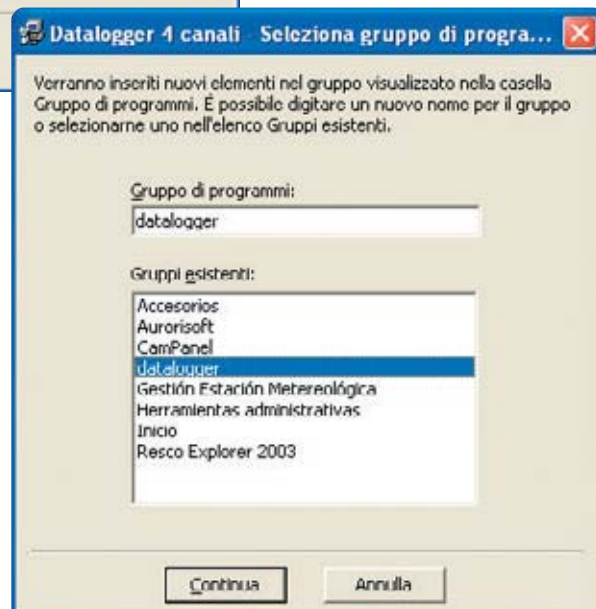 Datalogger 4 canali - Seleziona gruppo di progra...
Verranno inseriti nuovi elementi nel gruppo visualizzato nella casella
Gruppo di programmi. É possibile digitare un nuovo nome per il gruppo
o selezionarne uno nell'elenco Gruppi esistenti.
Gruppo di programmi:
datalogger
Gruppi esistenti:
Accesorios
Aurorisoft
CamPanel
datalogger
Gestión Estación Metereológica
Herramientas administrativas
Inicio
Resco Explorer 2003
Continua
Annulla